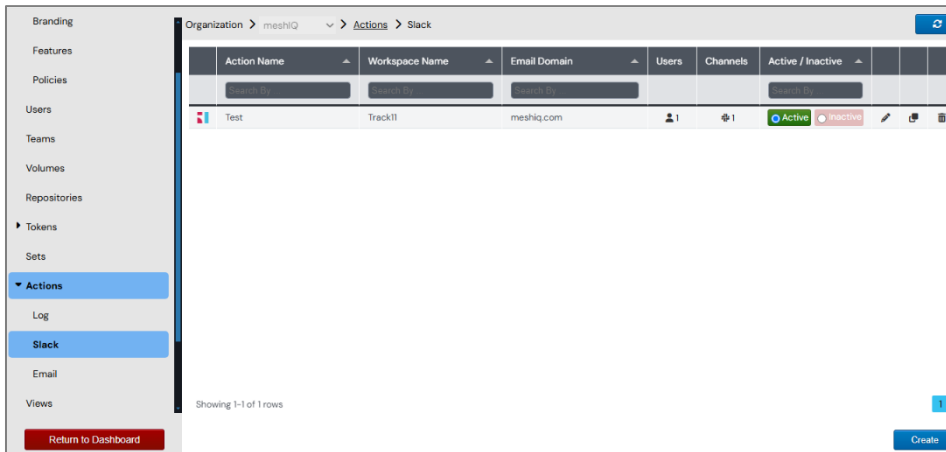 Branding
Features
Policies
Users
Teams
Volumes
Repositories
Tokens
Sets
Actions
Log
Slack
Email
Views
Return to Dashboard
Organization > meshIQ > Actions > Slack
Action Name Workspace Name Email Domain Users Channels Active / Inactive
Search By Search By Search By Search By
Test Track11 meshiq.com 1 1 Active Inactive
Showing 1-1 of 1 rows
1
Create